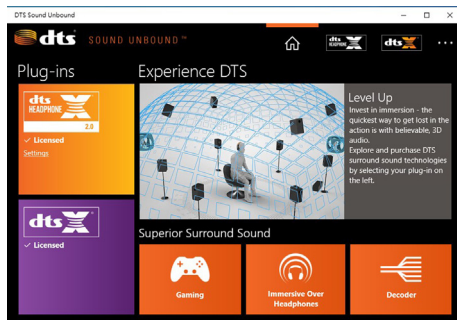 DTS Sound Unbound
dts SOUND UNBOUND™
dts HEADPHONE X
dts X
...
Plug-ins
Experience DTS
dts
HEADPHONE X
2.0
✓ Licensed
Settings
Level Up
Invest in immersion - the
quickest way to get lost in the
action is with believable, 3D
audio.
Explore and purchase DTS
surround sound technologies
by selecting your plug-in on
the left.
dts X
✓ Licensed
Superior Surround Sound
Gaming
Immersive Over
Headphones
Decoder